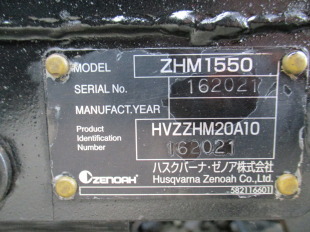 MODEL ZHM1550
SERIAL No. 162021
MANUFACT.YEAR
Product Identification Number HVZZHM20A10 162021
ハスクバーナ・ゼノア株式会社
ZENOAH Husqvarna Zenoah Co.,Ltd.
582116501